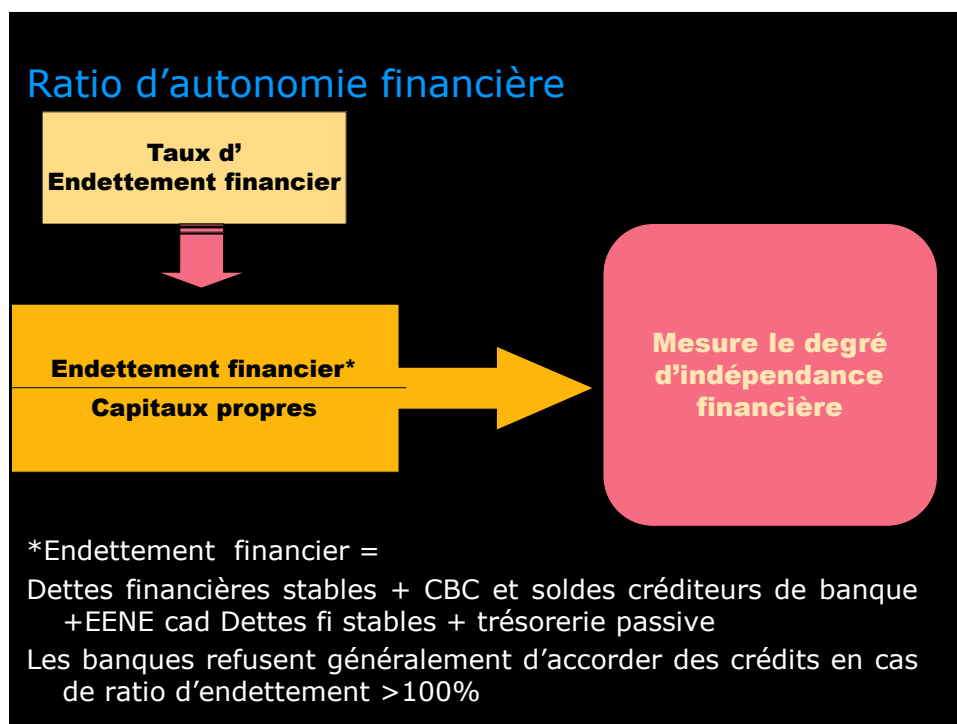 Ratio d’autonomie financière
Taux d’
Endettement financier
Endettement financier*
Capitaux propres
Mesure le degré
d’indépendance
financière
*Endettement financier =
Dettes financières stables + CBC et soldes créditeurs de banque
+EENE cad Dettes fi stables + trésorerie passive
Les banques refusent généralement d’accorder des crédits en cas
de ratio d’endettement >100%